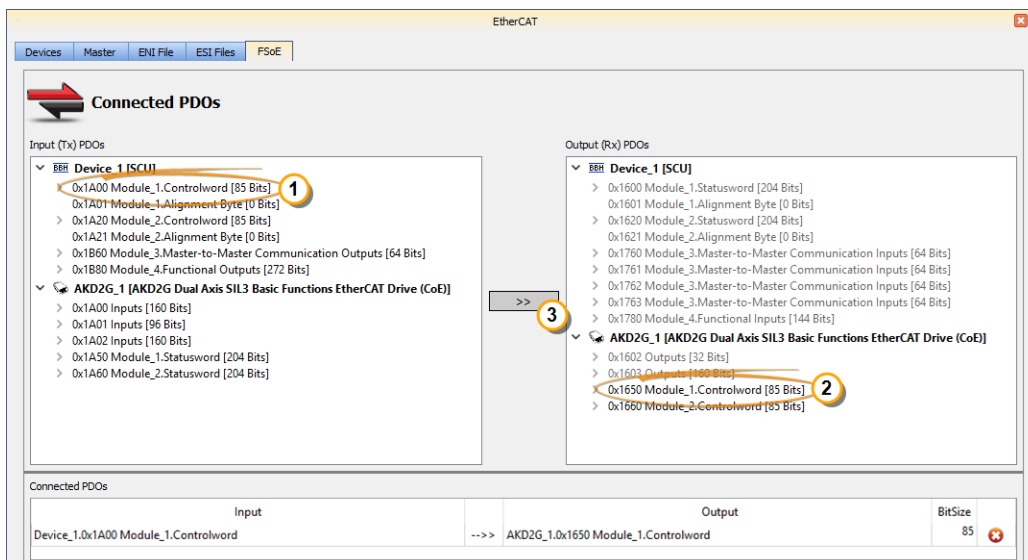 EtherCAT
Devices Master ENI File ESI Files FSoE
Connected PDOs
Input (Tx) PDOs
BBH Device_1 [SCU]
0x1A00 Module_1.Controlword [85 Bits]
1
0x1A01 Module_1.Alignment Byte [0 Bits]
0x1A20 Module_2.Controlword [85 Bits]
0x1A21 Module_2.Alignment Byte [0 Bits]
0x1B60 Module_3.Master-to-Master Communication Outputs [64 Bits]
0x1B80 Module_4.Functional Outputs [272 Bits]
AKD2G_1 [AKD2G Dual Axis SIL3 Basic Functions EtherCAT Drive (CoE)]
0x1A00 Inputs [160 Bits]
0x1A01 Inputs [96 Bits]
0x1A02 Inputs [160 Bits]
0x1A50 Module_1.Statusword [204 Bits]
0x1A60 Module_2.Statusword [204 Bits]
>>
3
Output (Rx) PDOs
BBH Device_1 [SCU]
0x1600 Module_1.Statusword [204 Bits]
0x1601 Module_1.Alignment Byte [0 Bits]
0x1620 Module_2.Statusword [204 Bits]
0x1621 Module_2.Alignment Byte [0 Bits]
0x1760 Module_3.Master-to-Master Communication Inputs [64 Bits]
0x1761 Module_3.Master-to-Master Communication Inputs [64 Bits]
0x1762 Module_3.Master-to-Master Communication Inputs [64 Bits]
0x1763 Module_3.Master-to-Master Communication Inputs [64 Bits]
0x1780 Module_4.Functional Inputs [144 Bits]
AKD2G_1 [AKD2G Dual Axis SIL3 Basic Functions EtherCAT Drive (CoE)]
0x1602 Outputs [32 Bits]
0x1603 Outputs [160 Bits]
0x1650 Module_1.Controlword [85 Bits]
2
0x1660 Module_2.Controlword [85 Bits]
Connected PDOs
Input Output BitSize
Device_1.0x1A00 Module_1.Controlword -->> AKD2G_1.0x1650 Module_1.Controlword 85